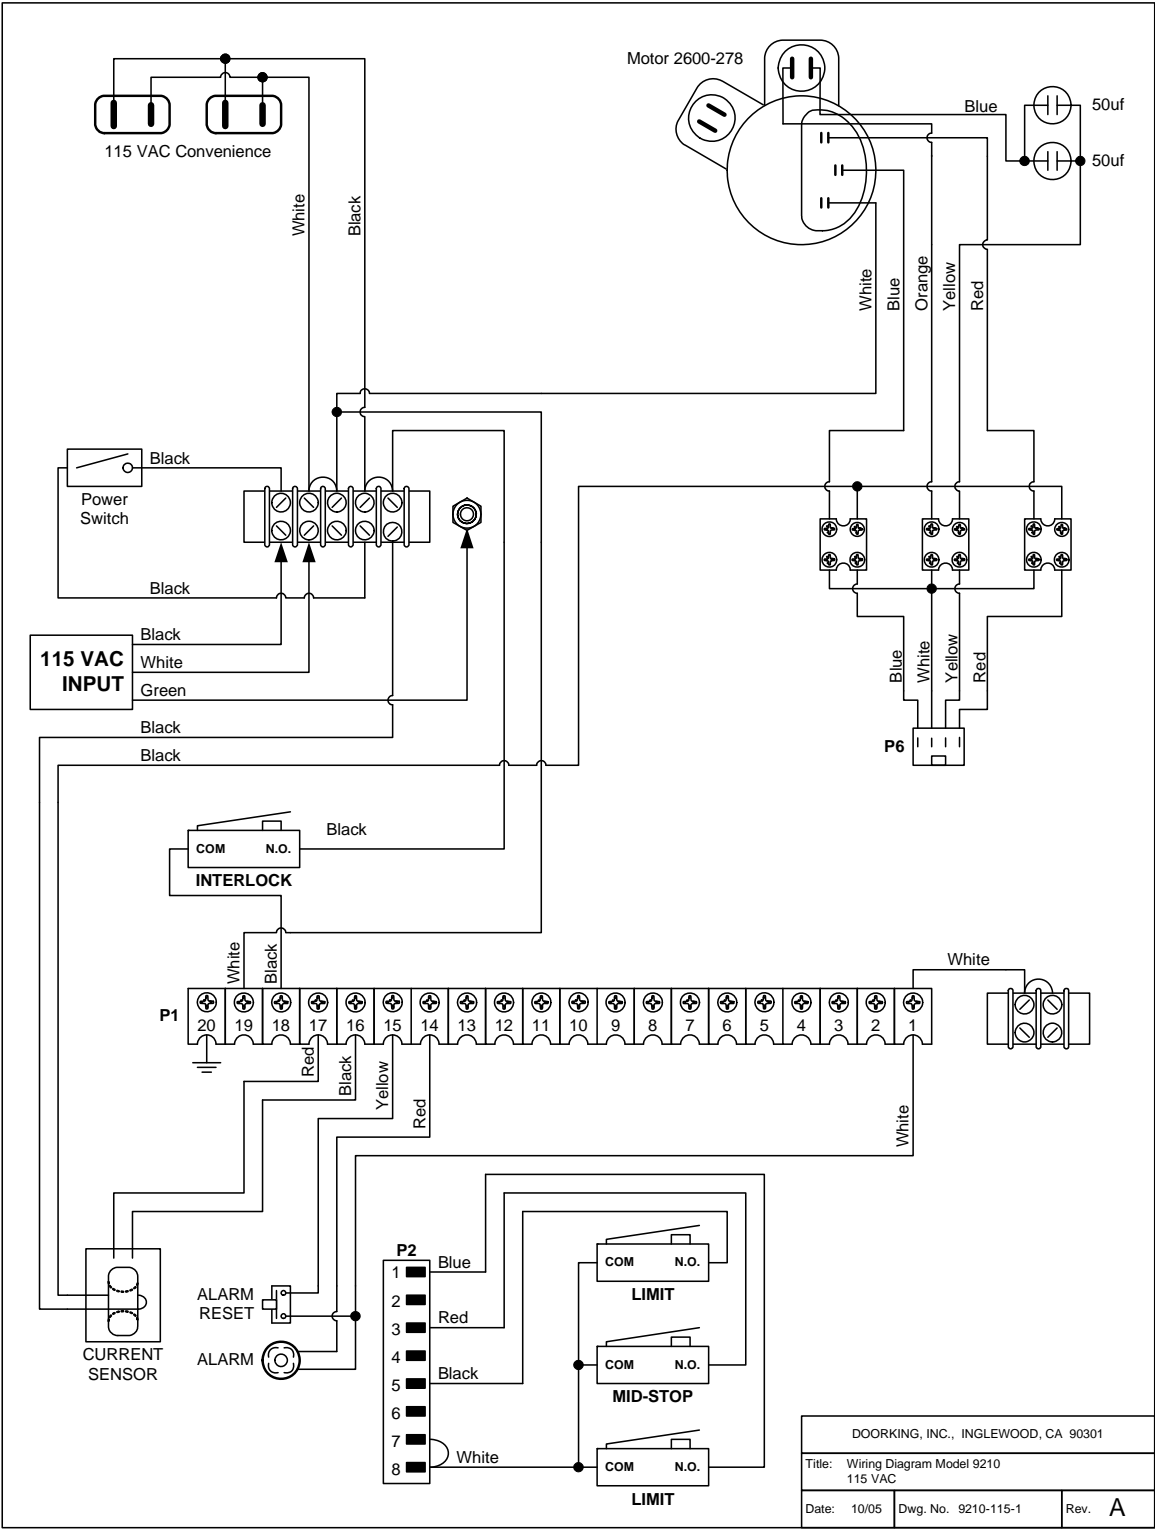 Motor 2600-278
Blue
50uf
50uf
115 VAC Convenience
White
Black
White
Blue
Orange
Yellow
Red
Black
Power
Switch
Black
115 VAC
INPUT
Black
White
Green
Black
Black
Blue
White
Yellow
Red
P6
Black
COM N.O.
INTERLOCK
White
Black
White
P1
20 19 18 17 16 15 14 13 12 11 10 9 8 7 6 5 4 3 2 1
Red
Black
Yellow
Red
White
CURRENT
SENSOR
ALARM
RESET
ALARM
P2
1 Blue
2
3 Red
4
5 Black
6
7
8 White
COM N.O.
LIMIT
COM N.O.
MID-STOP
COM N.O.
LIMIT
DOORKING, INC., INGLEWOOD, CA 90301
Title: Wiring Diagram Model 9210
115 VAC
Date: 10/05 Dwg. No. 9210-115-1 Rev. A